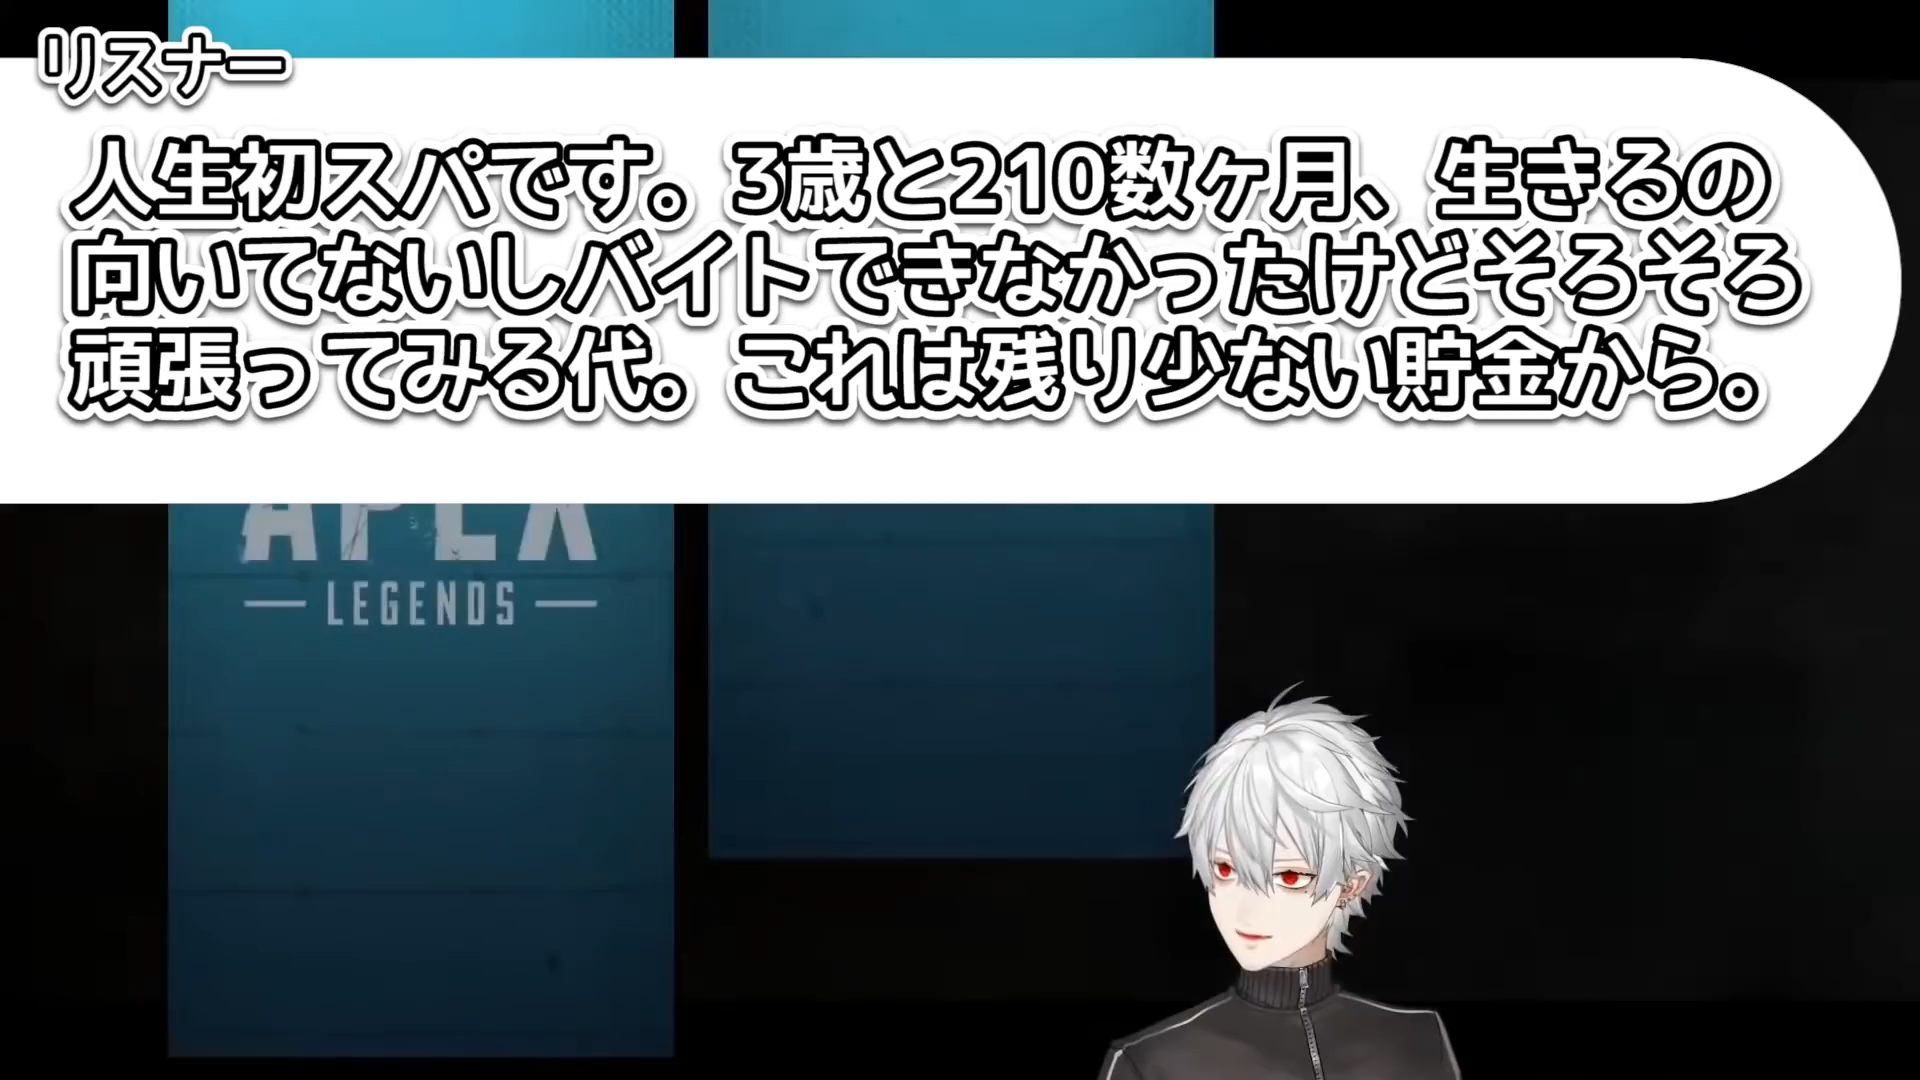 リスナー
人生初スパです。3歳と210数ヶ月、生きるの
向いてないしバイトできなかったけどそろそろ
頑張ってみる代。これは残り少ない貯金から。
APEX
LEGENDS